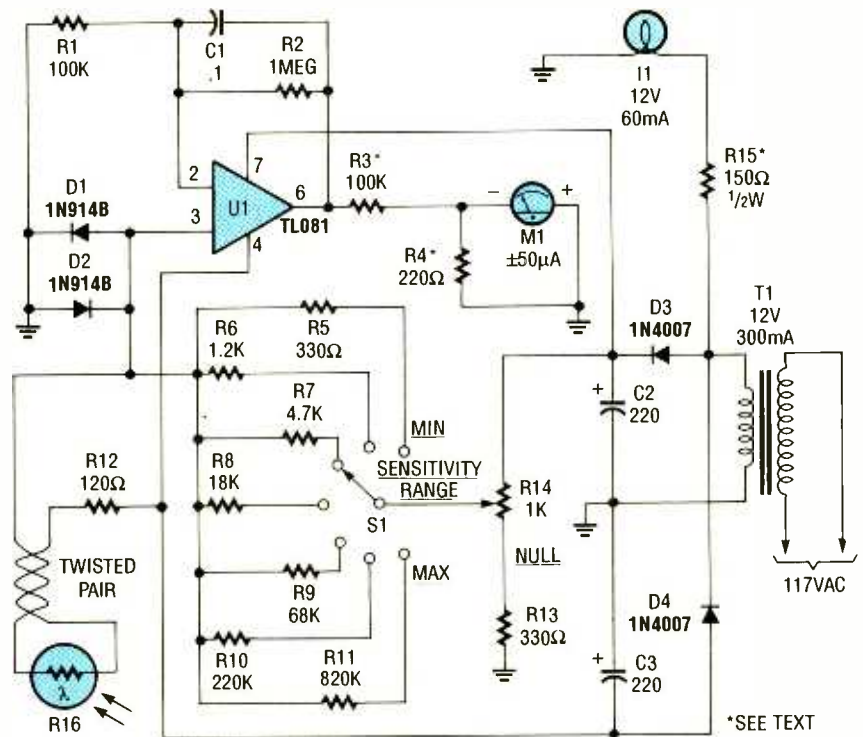 R1
100K
C1
.1
R2
1MEG
I1
12V
60mA
R15*
150Ω
1/2W
2
7
3
4
6
U1
TL081
R3*
100K
-
+
M1
±50µA
R4*
220Ω
D1
1N914B
D2
1N914B
D3
1N4007
T1
12V
300mA
R6
1.2K
R5
330Ω
R7
4.7K
MIN
SENSITIVITY
RANGE
R8
18K
S1
MAX
R9
68K
R10
220K
R11
820K
R12
120Ω
TWISTED
PAIR
λ
R16
+
C2
220
R14
1K
NULL
R13
330Ω
D4
1N4007
+
C3
220
117VAC
*SEE TEXT